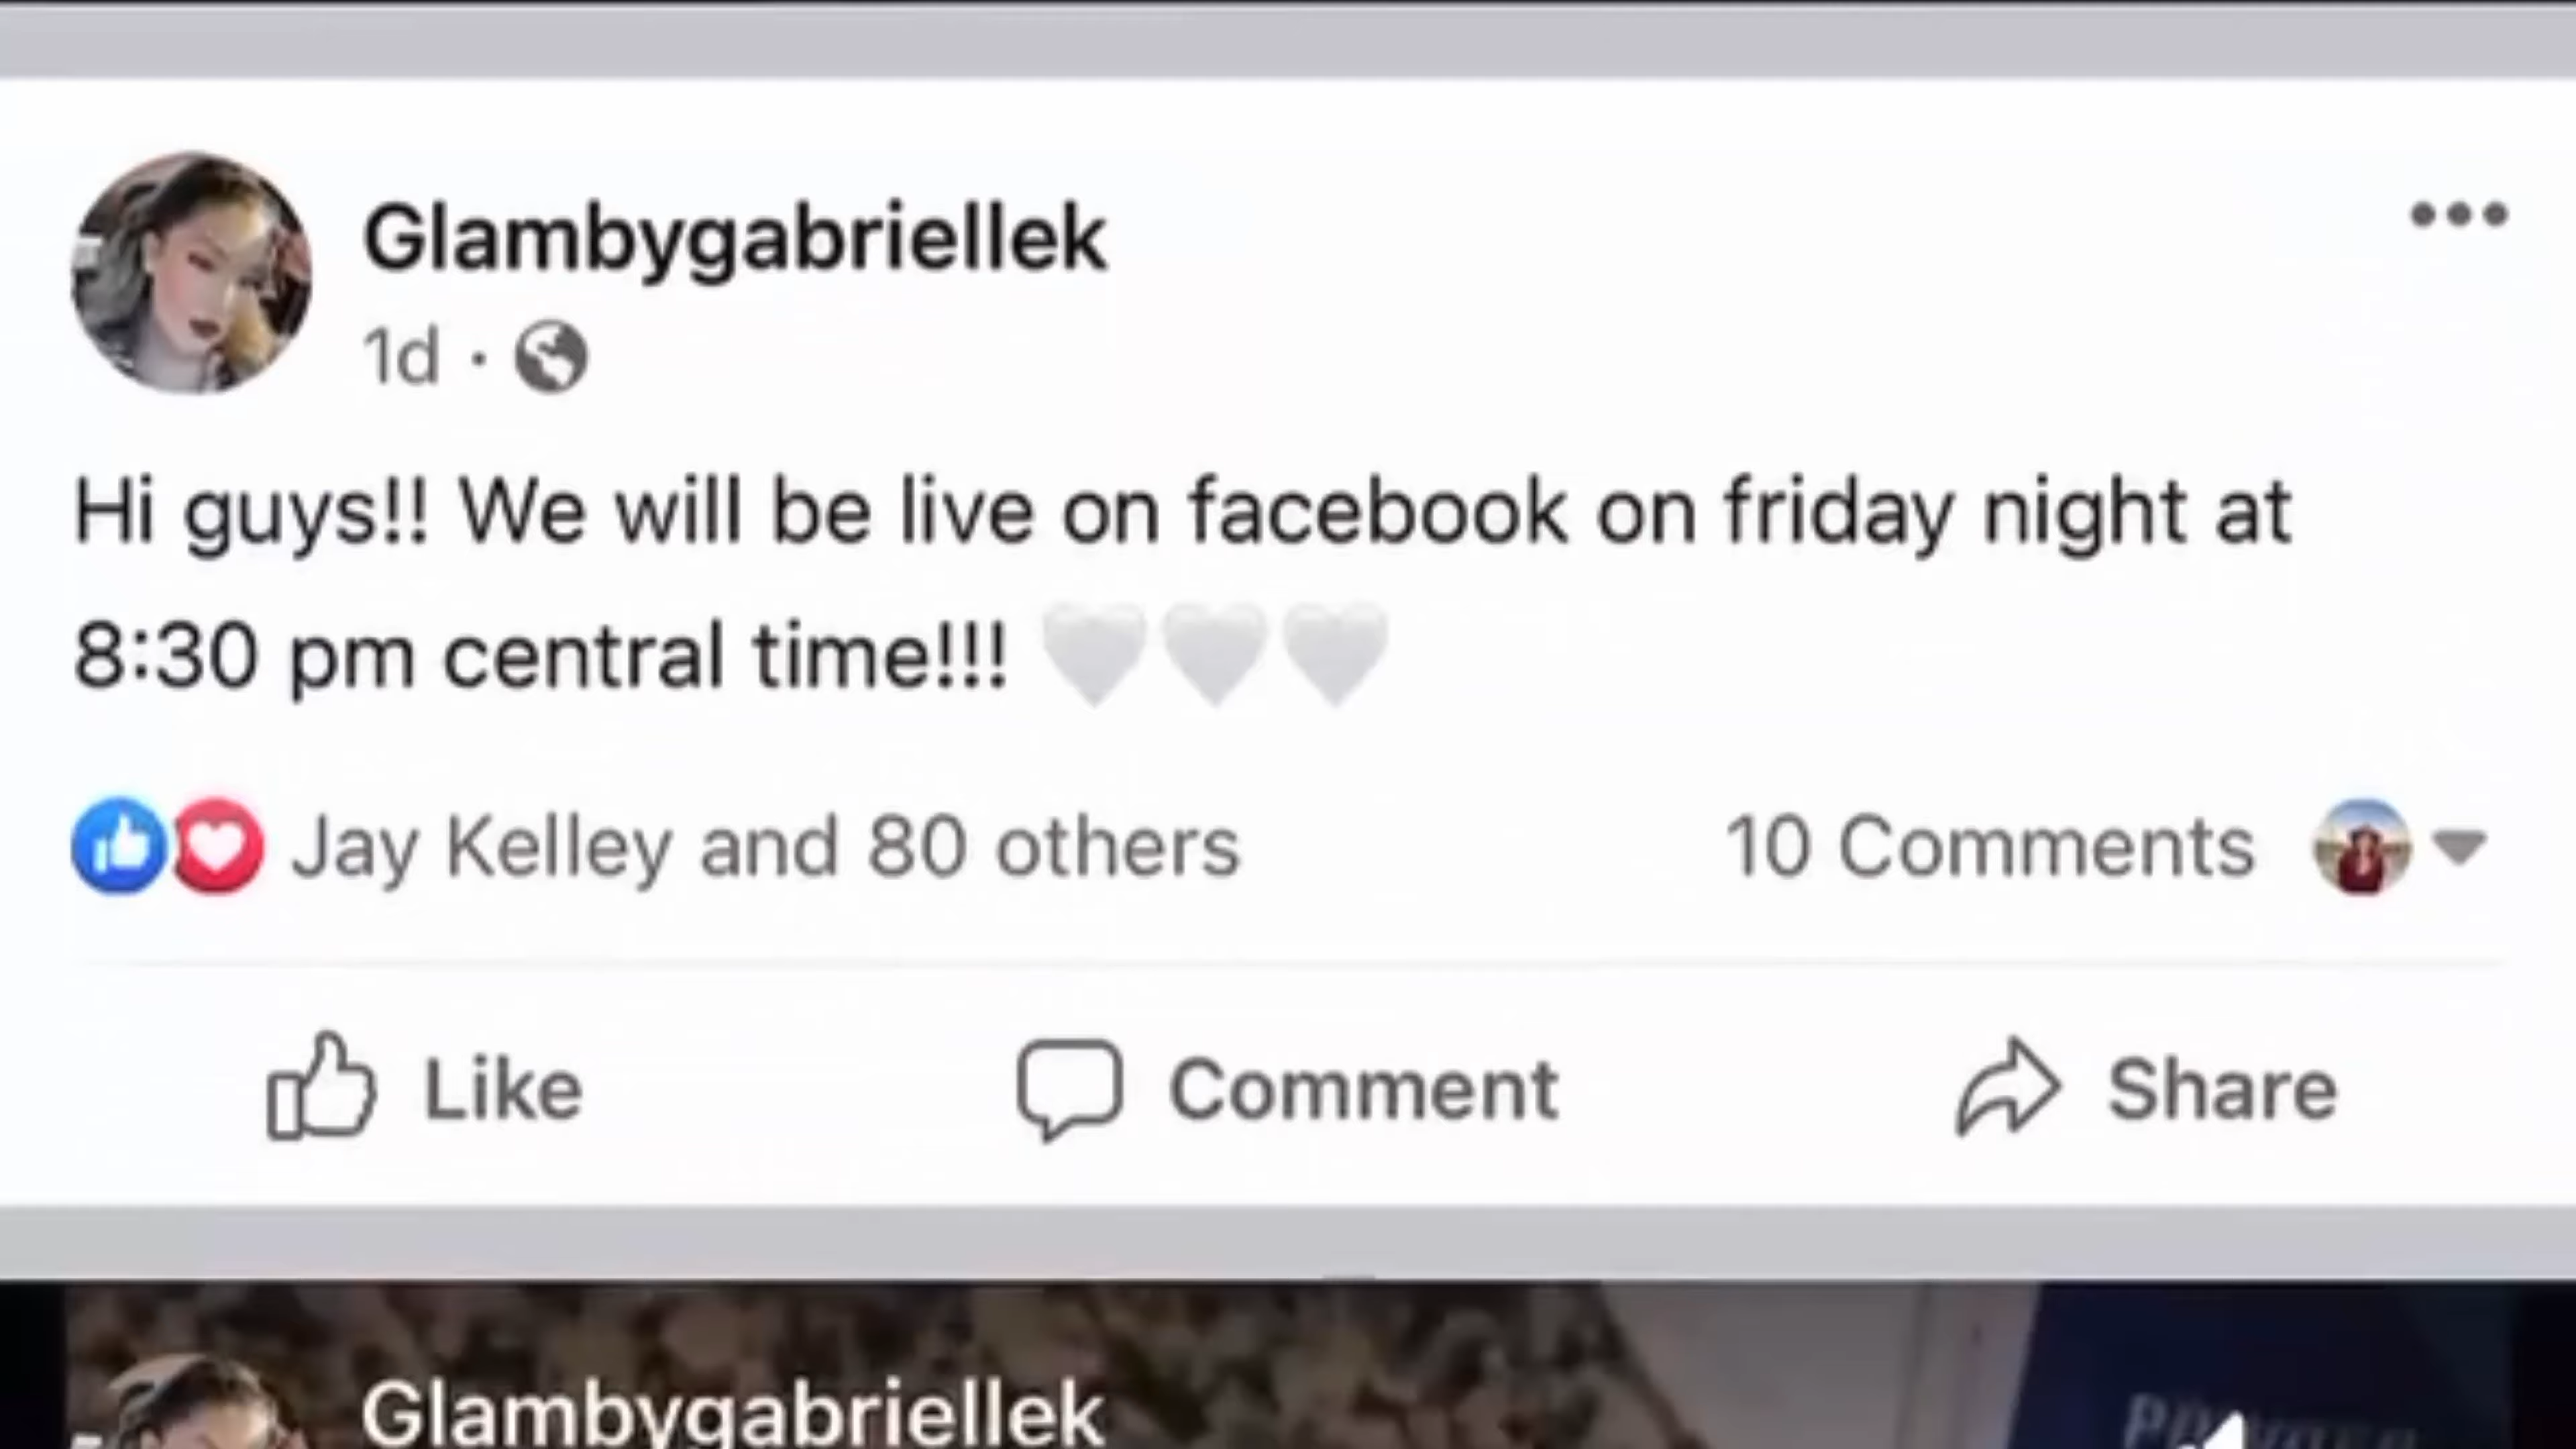 Glambygabriellek
1d ·
Hi guys!! We will be live on facebook on friday night at
8:30 pm central time!!! 🤍🤍🤍
Jay Kelley and 80 others
10 Comments
Like
Comment
Share
Glambygabriellek